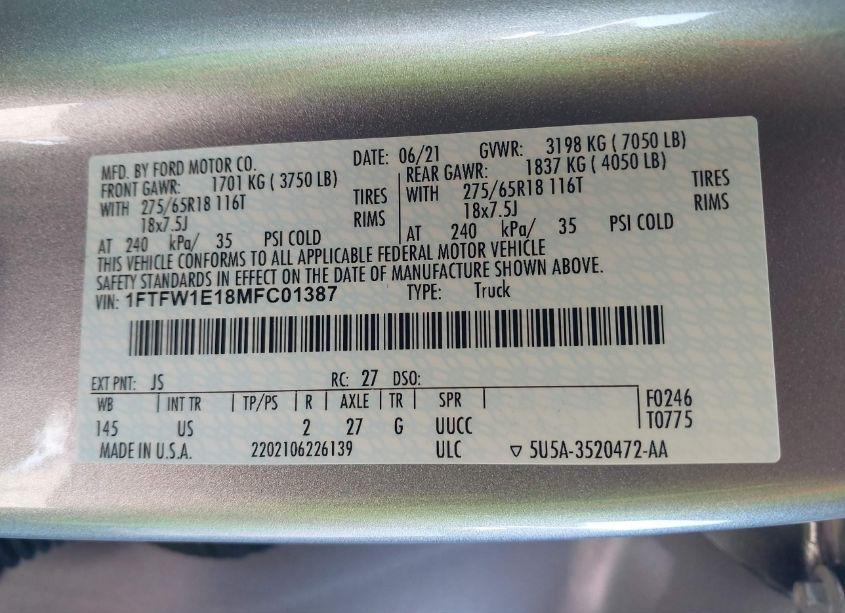 MFD. BY FORD MOTOR CO. DATE: 06/21 GVWR: 3198 KG ( 7050 LB)
FRONT GAWR: 1701 KG ( 3750 LB) REAR GAWR: 1837 KG ( 4050 LB)
WITH 275/65R18 116T TIRES WITH 275/65R18 116T TIRES
18x7.5J RIMS 18x7.5J RIMS
AT 240 kPa/ 35 PSI COLD AT 240 kPa/ 35 PSI COLD
THIS VEHICLE CONFORMS TO ALL APPLICABLE FEDERAL MOTOR VEHICLE
SAFETY STANDARDS IN EFFECT ON THE DATE OF MANUFACTURE SHOWN ABOVE.
VIN: 1FTFW1E18MFC01387 TYPE: Truck
EXT PNT: JS RC: 27 DSO:
WB INT TR TP/PS R AXLE TR SPR F0246
145 US 2 27 G UUCC T0775
MADE IN U.S.A. 2202106226139 ULC ▽ 5U5A-3520472-AA